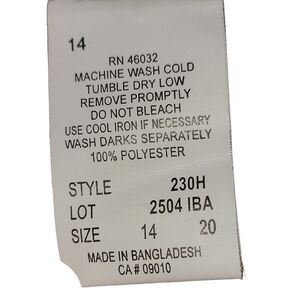 14
RN 46032
MACHINE WASH COLD
TUMBLE DRY LOW
REMOVE PROMPTLY
DO NOT BLEACH
USE COOL IRON IF NECESSARY
WASH DARKS SEPARATELY
100% POLYESTER
STYLE 230H
LOT 2504 IBA
SIZE 14 20
MADE IN BANGLADESH
CA # 09010